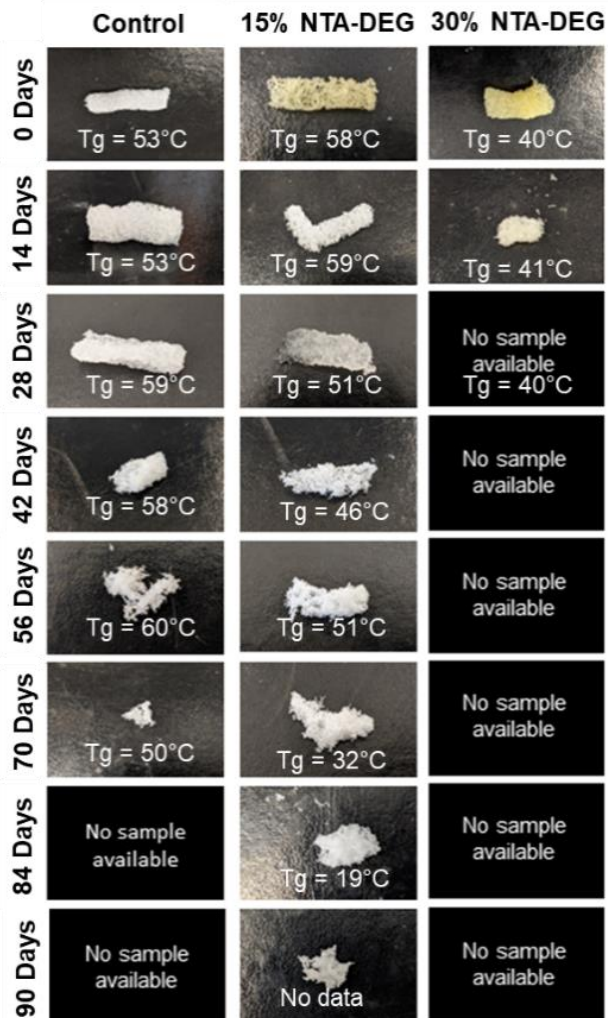 Control 15% NTA-DEG 30% NTA-DEG
0 Days
Tg = 53°C
Tg = 58°C
Tg = 40°C
14 Days
Tg = 53°C
Tg = 59°C
Tg = 41°C
28 Days
Tg = 59°C
Tg = 51°C
No sample
available
Tg = 40°C
42 Days
Tg = 58°C
Tg = 46°C
No sample
available
56 Days
Tg = 60°C
Tg = 51°C
No sample
available
70 Days
Tg = 50°C
Tg = 32°C
No sample
available
84 Days
No sample
available
Tg = 19°C
No sample
available
90 Days
No sample
available
No data
No sample
available